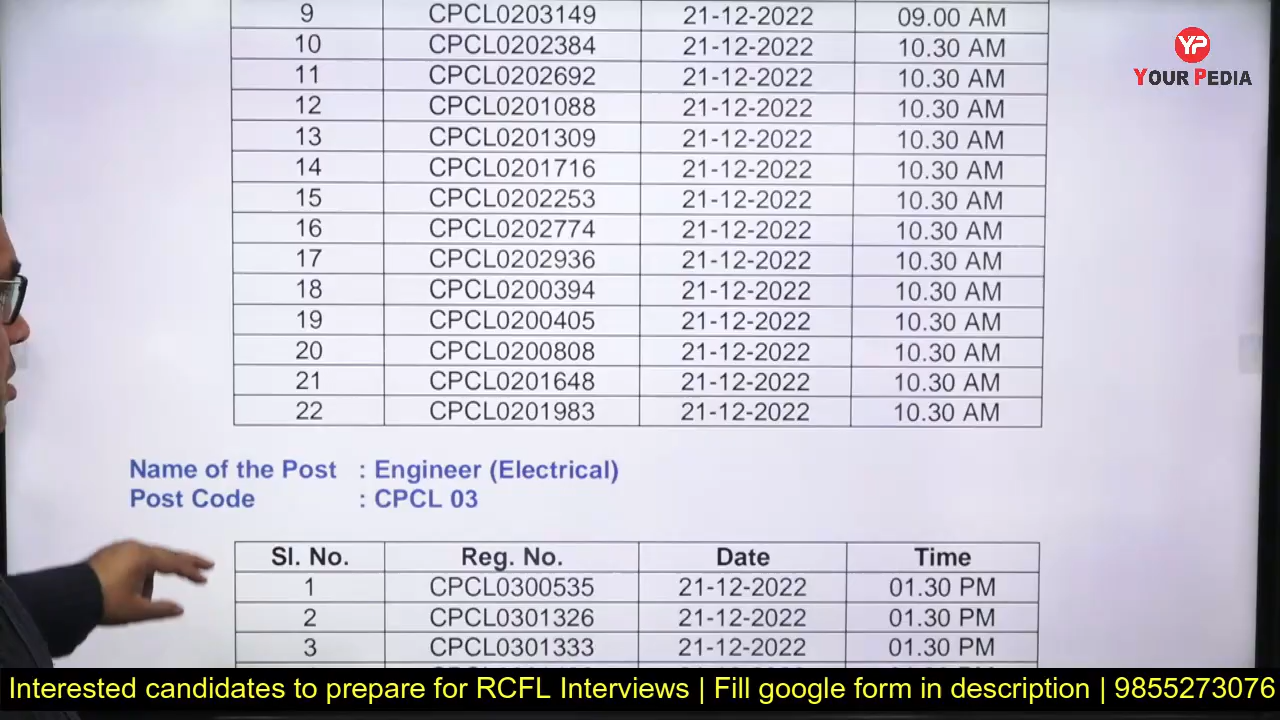 9 CPCL0203149 21-12-2022 09.00 AM
10 CPCL0202384 21-12-2022 10.30 AM
11 CPCL0202692 21-12-2022 10.30 AM
12 CPCL0201088 21-12-2022 10.30 AM
13 CPCL0201309 21-12-2022 10.30 AM
14 CPCL0201716 21-12-2022 10.30 AM
15 CPCL0202253 21-12-2022 10.30 AM
16 CPCL0202774 21-12-2022 10.30 AM
17 CPCL0202936 21-12-2022 10.30 AM
18 CPCL0200394 21-12-2022 10.30 AM
19 CPCL0200405 21-12-2022 10.30 AM
20 CPCL0200808 21-12-2022 10.30 AM
21 CPCL0201648 21-12-2022 10.30 AM
22 CPCL0201983 21-12-2022 10.30 AM
YP
YOUR PEDIA
Name of the Post : Engineer (Electrical)
Post Code : CPCL 03
Sl. No. Reg. No. Date Time
1 CPCL0300535 21-12-2022 01.30 PM
2 CPCL0301326 21-12-2022 01.30 PM
3 CPCL0301333 21-12-2022 01.30 PM
Interested candidates to prepare for RCFL Interviews | Fill google form in description | 9855273076